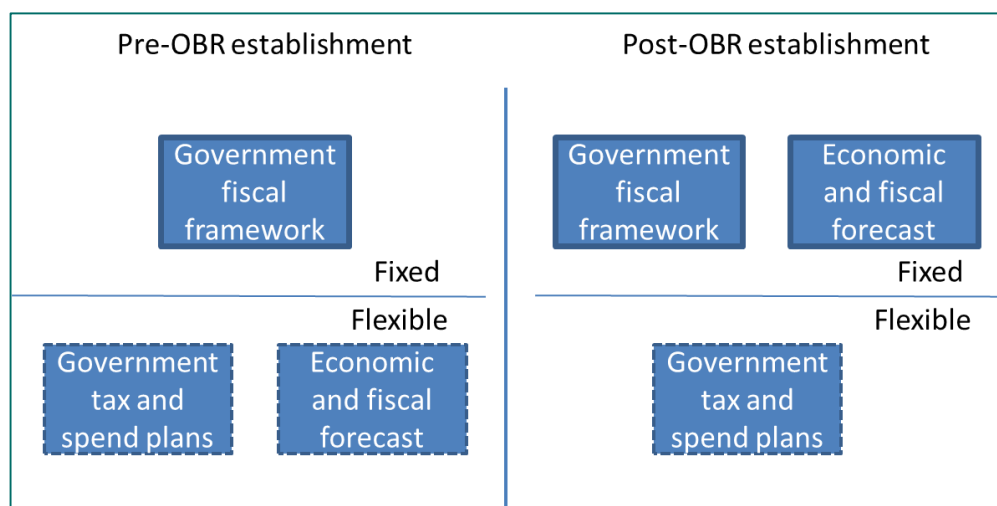 Pre-OBR establishment
Government
fiscal
framework
Fixed
Flexible
Government
tax and
spend plans
Economic
and fiscal
forecast
Post-OBR establishment
Government
fiscal
framework
Economic
and fiscal
forecast
Fixed
Flexible
Government
tax and
spend plans